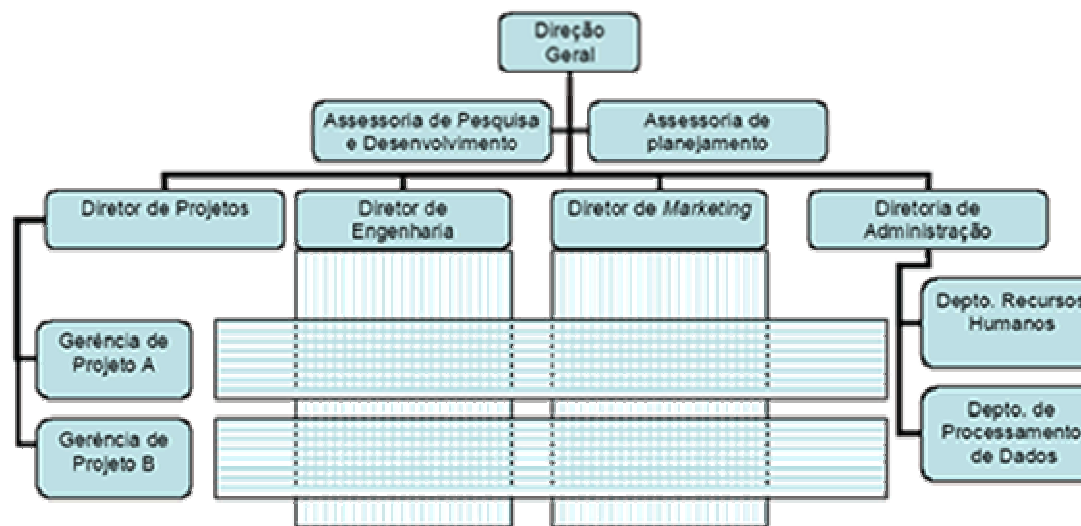 Direção
Geral
Assessoria de Pesquisa
e Desenvolvimento
Assessoria de
planejamento
Diretor de Projetos
Diretor de
Engenharia
Diretor de Marketing
Diretoria de
Administração
Gerência de
Projeto A
Gerência de
Projeto B
Depto. Recursos
Humanos
Depto. de
Processamento
de Dados